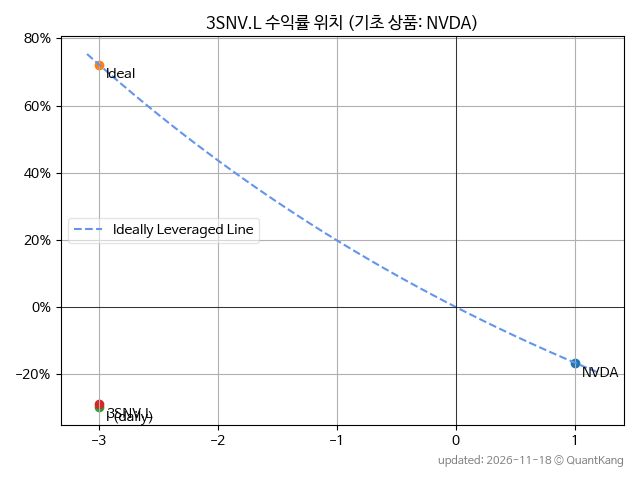 3SNV.L 수익률 위치 (기초 상품: NVDA)
80%
60%
40%
20%
0%
−20%
Ideal
Ideally Leveraged Line
NVDA
3SNV.L
(daily)
−3
−2
−1
0
1
updated: 2026-11-18 © QuantKang